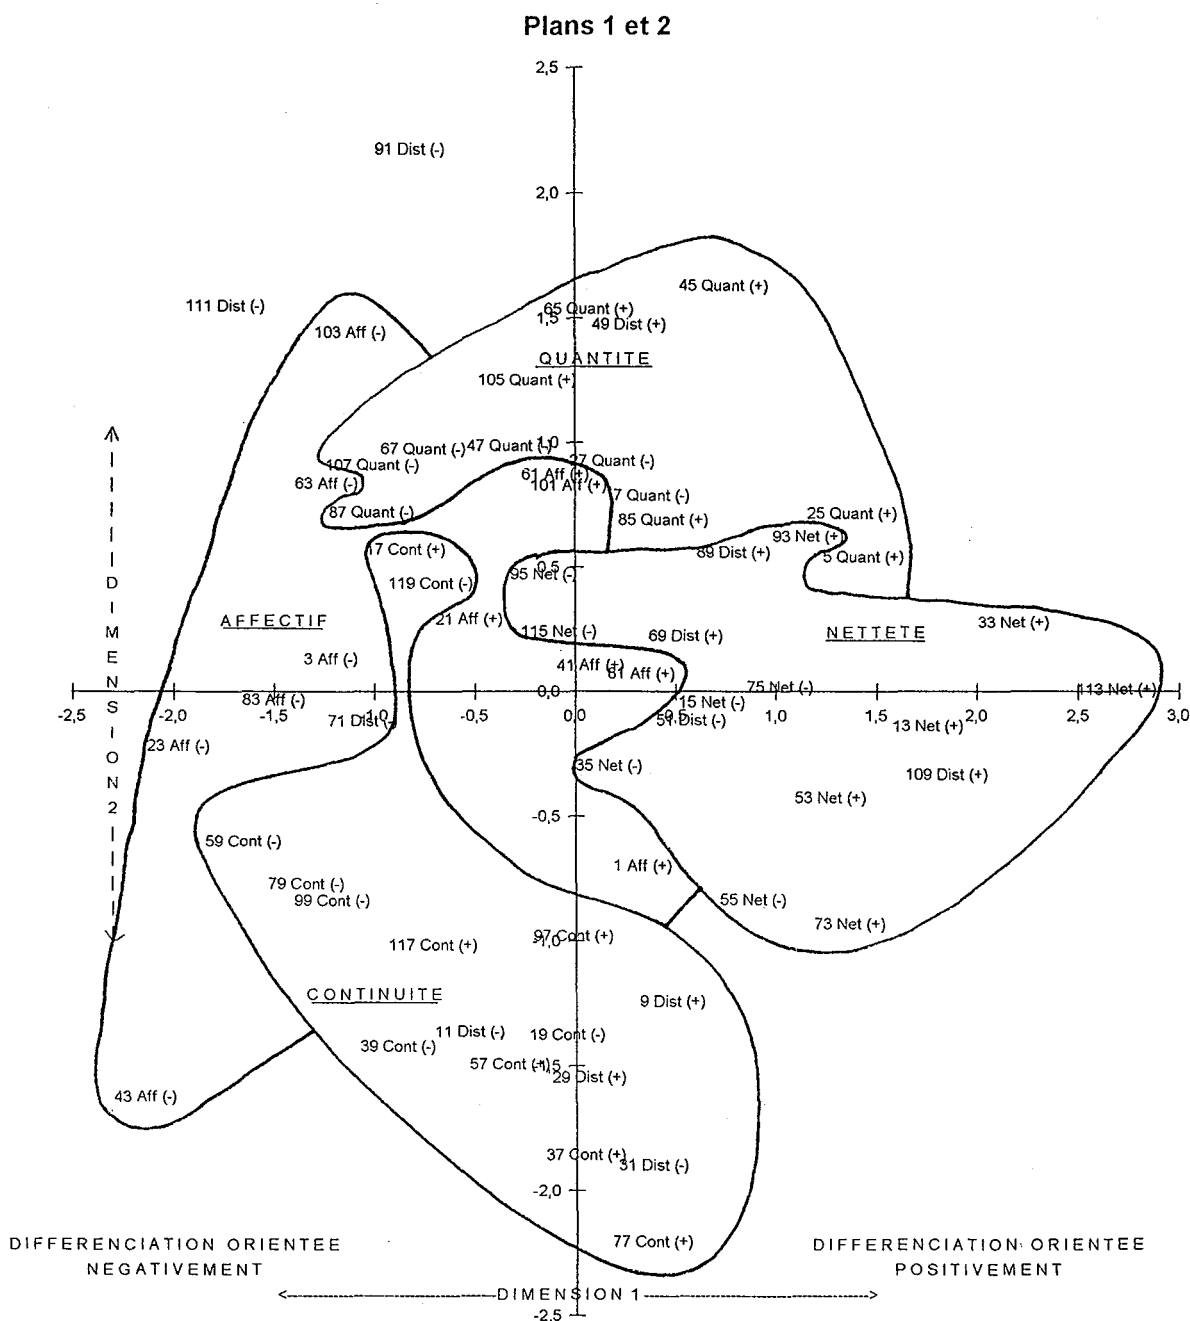 Plans 1 et 2
2,5
91 Dist (-)
2,0
45 Quant (+)
111 Dist (-)
65 Quant (+)
1,5
49 Dist (+)
103 Aff (-)
QUANTITE
105 Quant (+)
67 Quant (-)
47 Quant (-)
1,0
27 Quant (-)
107 Quant (-)
63 Aff (-)
61 Aff (+)
101 Aff (+)
7 Quant (-)
87 Quant (-)
85 Quant (+)
25 Quant (+)
93 Net (+)
17 Cont (+)
89 Dist (+)
5 Quant (+)
0,5
95 Net (-)
119 Cont (-)
21 Aff (+)
AFFECTIF
115 Net (-)
69 Dist (+)
NETTETE
33 Net (+)
3 Aff (-)
41 Aff (+)
81 Aff (+)
83 Aff (-)
0,0
75 Net (-)
113 Net (+)
15 Net (-)
-2,5
-2,0
-1,5
71 Dist (-)
-1,0
-0,5
0,0
0,5
51 Dist (-)
1,0
1,5
13 Net (+)
2,0
2,5
3,0
23 Aff (-)
35 Net (-)
109 Dist (+)
53 Net (+)
-0,5
59 Cont (-)
1 Aff (+)
79 Cont (-)
99 Cont (-)
55 Net (-)
73 Net (+)
97 Cont (+)
-1,0
117 Cont (+)
CONTINUITE
9 Dist (+)
11 Dist (-)
19 Cont (-)
39 Cont (-)
57 Cont (-)
-1,5
29 Dist (+)
43 Aff (-)
37 Cont (+)
31 Dist (-)
-2,0
77 Cont (+)
DIMENSION 2
DIFFERENCIATION ORIENTEE
NEGATIVEMENT
DIFFERENCIATION ORIENTEE
POSITIVEMENT
DIMENSION 1
-2,5